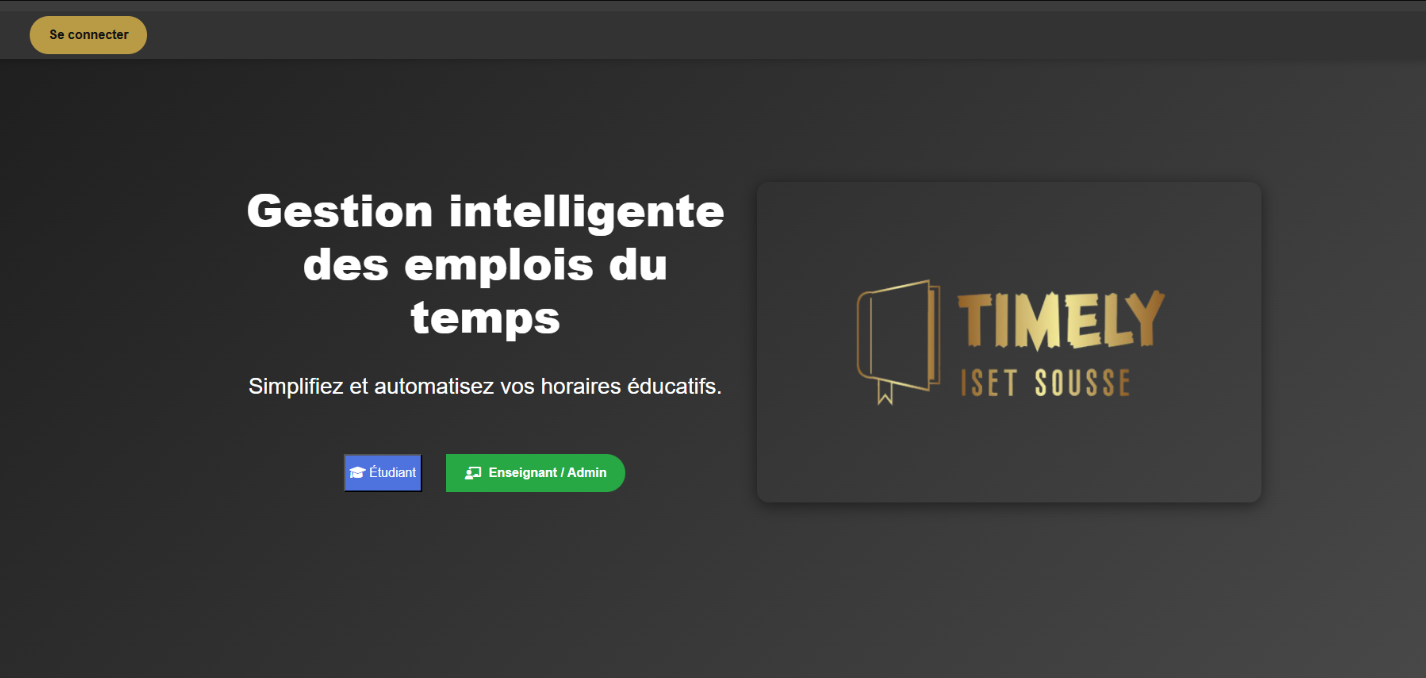 Se connecter
Gestion intelligente
des emplois du
temps
Simplifiez et automatisez vos horaires éducatifs.
Étudiant
Enseignant / Admin
TIMELY
ISET SOUSSE